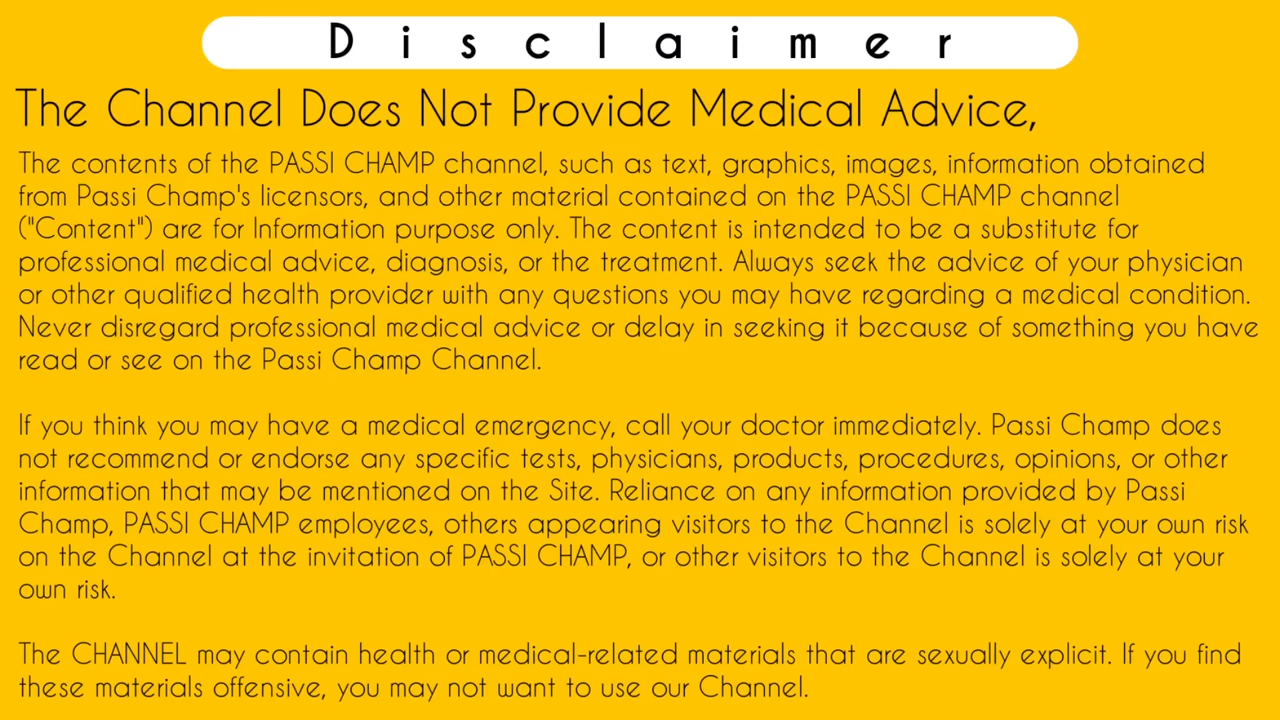 Disclaimer
The Channel Does Not Provide Medical Advice,
The contents of the PASSI CHAMP channel, such as text, graphics, images, information obtained
from Passi Champ's licensors, and other material contained on the PASSI CHAMP channel
("Content") are for Information purpose only. The content is intended to be a substitute for
professional medical advice, diagnosis, or the treatment. Always seek the advice of your physician
or other qualified health provider with any questions you may have regarding a medical condition.
Never disregard professional medical advice or delay in seeking it because of something you have
read or see on the Passi Champ Channel.
If you think you may have a medical emergency, call your doctor immediately. Passi Champ does
not recommend or endorse any specific tests, physicians, products, procedures, opinions, or other
information that may be mentioned on the Site. Reliance on any information provided by Passi
Champ, PASSI CHAMP employees, others appearing visitors to the Channel is solely at your own risk
on the Channel at the invitation of PASSI CHAMP, or other visitors to the Channel is solely at your
own risk.
The CHANNEL may contain health or medical-related materials that are sexually explicit. If you find
these materials offensive, you may not want to use our Channel.